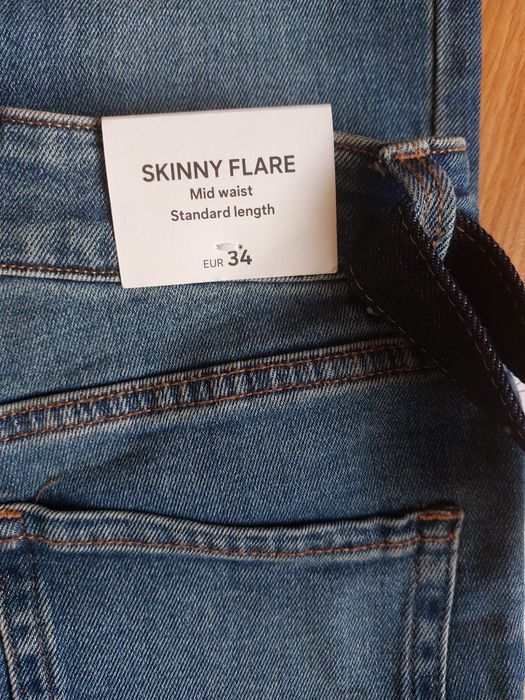 SKINNY FLARE
Mid waist
Standard length
EUR 34